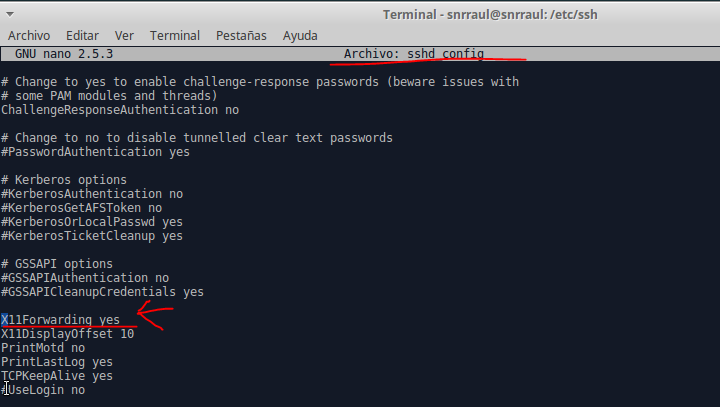 Terminal - snrraul@snrraul: /etc/ssh
Archivo Editar Ver Terminal Pestañas Ayuda
GNU nano 2.5.3 Archivo: sshd_config
# Change to yes to enable challenge-response passwords (beware issues with
# some PAM modules and threads)
ChallengeResponseAuthentication no
# Change to no to disable tunnelled clear text passwords
#PasswordAuthentication yes
# Kerberos options
#KerberosAuthentication no
#KerberosGetAFSToken no
#KerberosOrLocalPasswd yes
#KerberosTicketCleanup yes
# GSSAPI options
#GSSAPIAuthentication no
#GSSAPICleanupCredentials yes
X11Forwarding yes
X11DisplayOffset 10
PrintMotd no
PrintLastLog yes
TCPKeepAlive yes
#UseLogin no